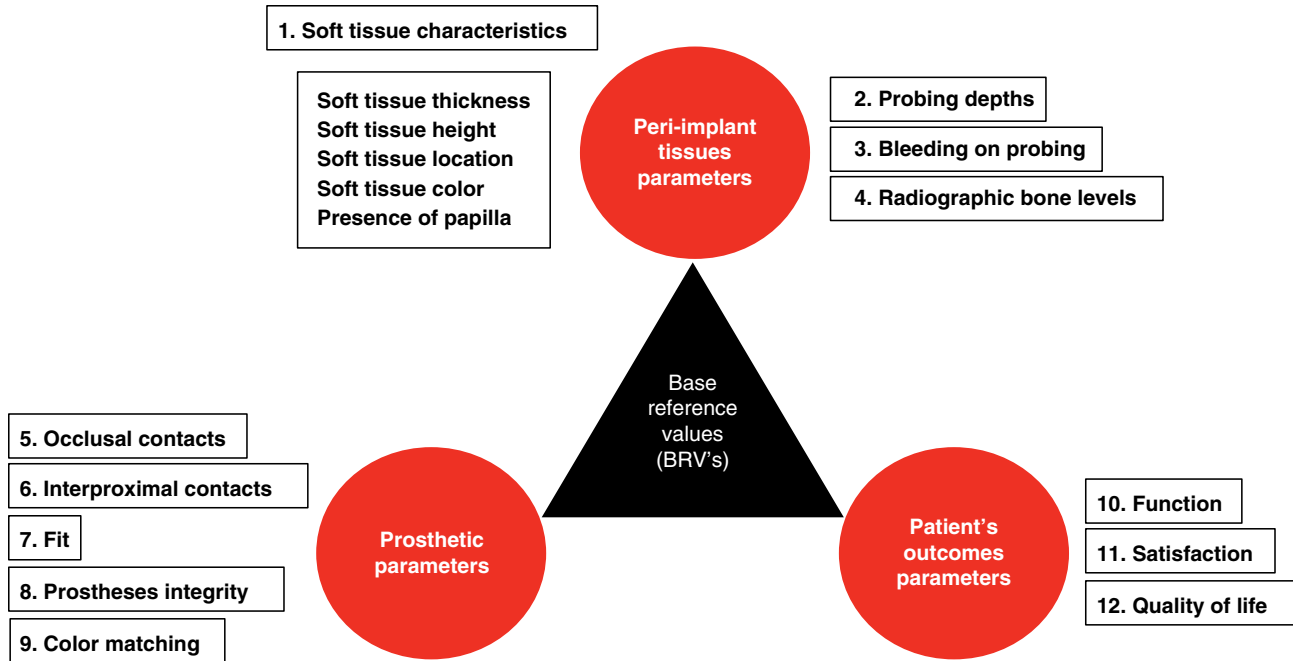 1. Soft tissue characteristics
Soft tissue thickness
Soft tissue height
Soft tissue location
Soft tissue color
Presence of papilla
Peri-implant
tissues
parameters
2. Probing depths
3. Bleeding on probing
4. Radiographic bone levels
Base
reference
values
(BRV's)
5. Occlusal contacts
6. Interproximal contacts
7. Fit
8. Prostheses integrity
9. Color matching
Prosthetic
parameters
Patient's
outcomes
parameters
10. Function
11. Satisfaction
12. Quality of life